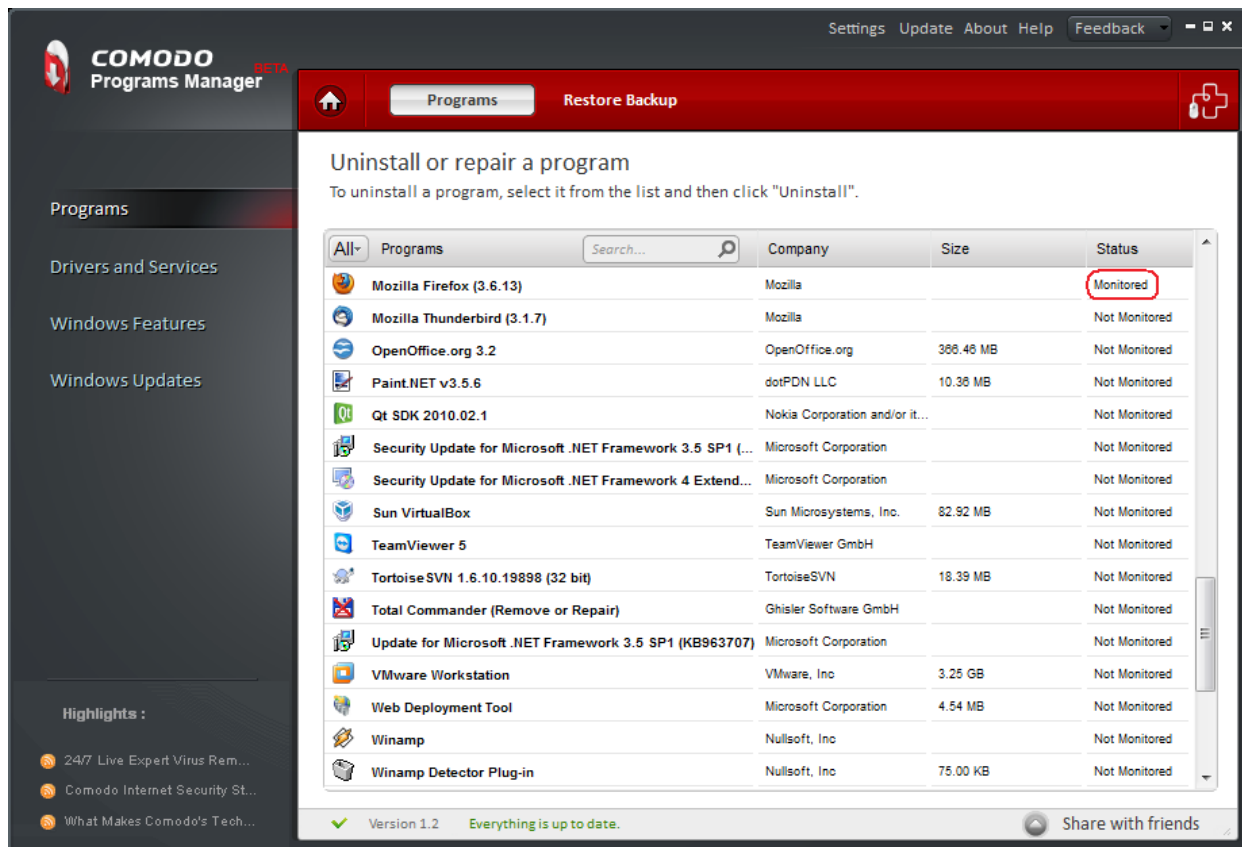 Settings Update About Help Feedback
COMODO
Programs Manager BETA
Programs Restore Backup
Uninstall or repair a program
To uninstall a program, select it from the list and then click "Uninstall".
Programs
Drivers and Services
Windows Features
Windows Updates
All Programs Search... Company Size Status
Mozilla Firefox (3.6.13) Mozilla Monitored
Mozilla Thunderbird (3.1.7) Mozilla Not Monitored
OpenOffice.org 3.2 OpenOffice.org 366.46 MB Not Monitored
Paint.NET v3.5.6 dotPDN LLC 10.36 MB Not Monitored
Qt Qt SDK 2010.02.1 Nokia Corporation and/or it... Not Monitored
Security Update for Microsoft .NET Framework 3.5 SP1 (... Microsoft Corporation Not Monitored
Security Update for Microsoft .NET Framework 4 Extend... Microsoft Corporation Not Monitored
Sun VirtualBox Sun Microsystems, Inc. 82.92 MB Not Monitored
TeamViewer 5 TeamViewer GmbH Not Monitored
TortoiseSVN 1.6.10.19898 (32 bit) TortoiseSVN 18.39 MB Not Monitored
Total Commander (Remove or Repair) Ghisler Software GmbH Not Monitored
Update for Microsoft .NET Framework 3.5 SP1 (KB963707) Microsoft Corporation Not Monitored
VMware Workstation VMware, Inc 3.25 GB Not Monitored
Web Deployment Tool Microsoft Corporation 4.54 MB Not Monitored
Winamp Nullsoft, Inc Not Monitored
Winamp Detector Plug-in Nullsoft, Inc 75.00 KB Not Monitored
Highlights :
24/7 Live Expert Virus Rem...
Comodo Internet Security St...
What Makes Comodo's Tech...
Version 1.2 Everything is up to date. Share with friends